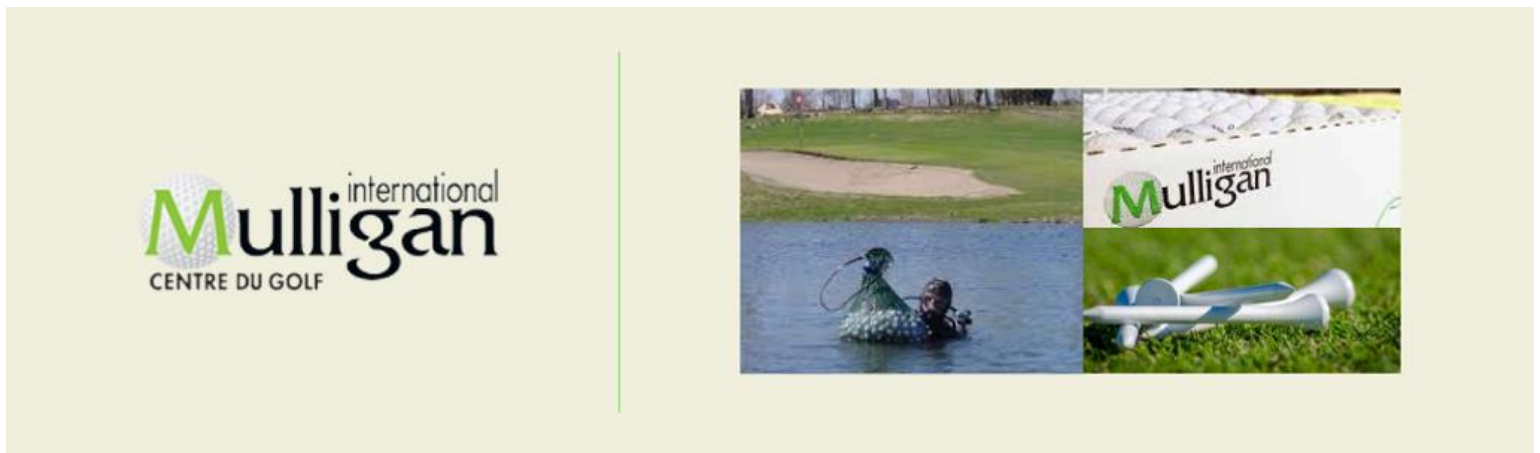 international
Mulligan
CENTRE DU GOLF
international
Mulligan